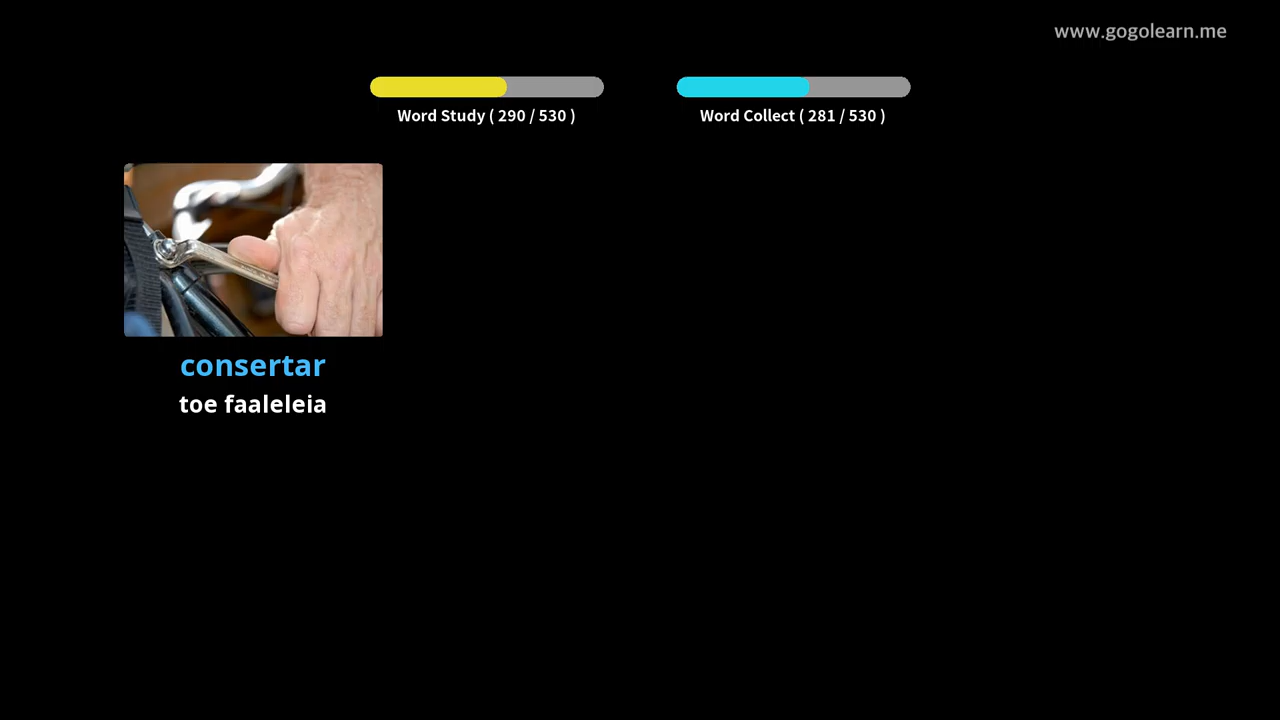 www.gogolearn.me
Word Study ( 290 / 530 )
Word Collect ( 281 / 530 )
consertar
toe faaleleia